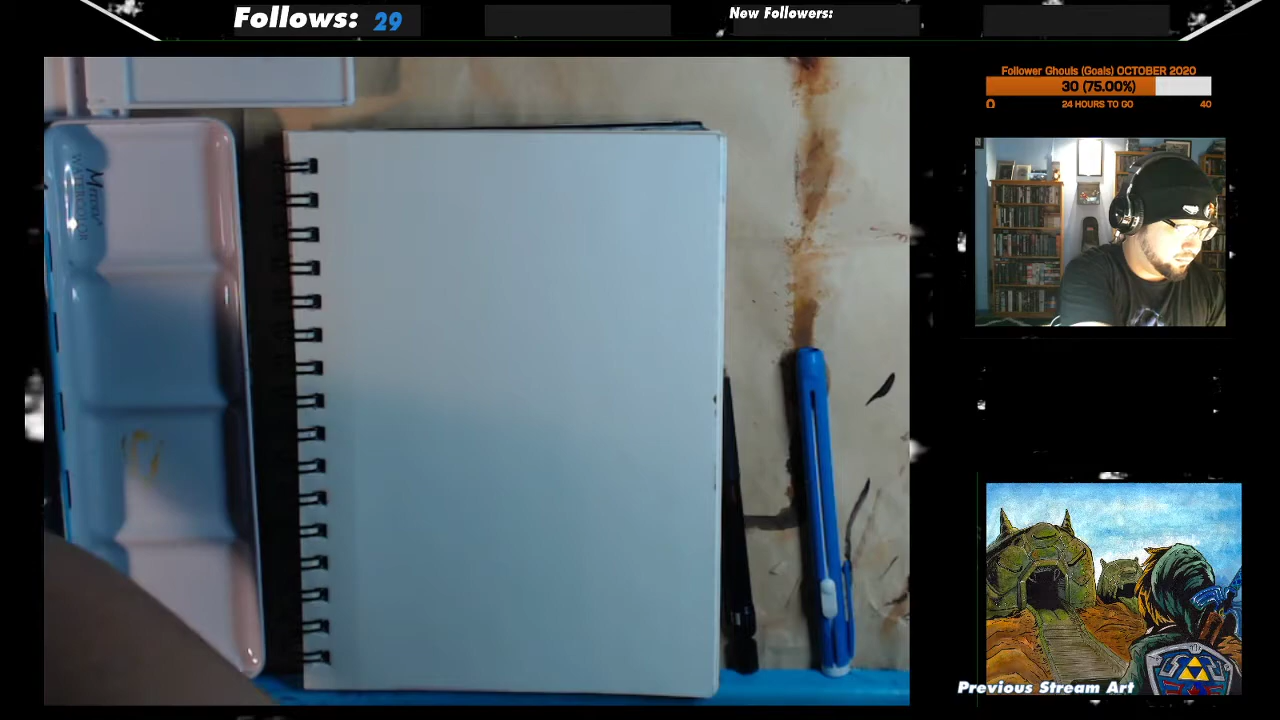 Follows: 29
New Followers:
Follower Ghouls (Goals) OCTOBER 2020
30 (75.00%)
0 24 HOURS TO GO 40
WATERCOLOR
Previous Stream Art